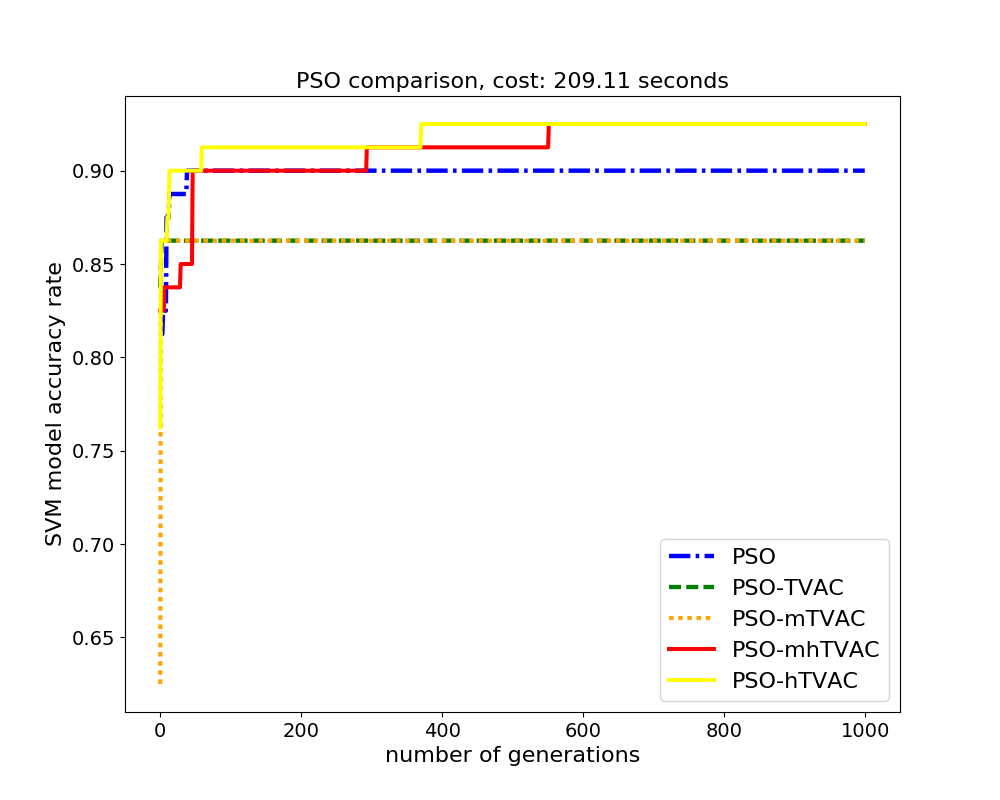 PSO comparison, cost: 209.11 seconds
SVM model accuracy rate
0.90
0.85
0.80
0.75
0.70
0.65
PSO
PSO-TVAC
PSO-mTVAC
PSO-mhTVAC
PSO-hTVAC
0 200 400 600 800 1000
number of generations